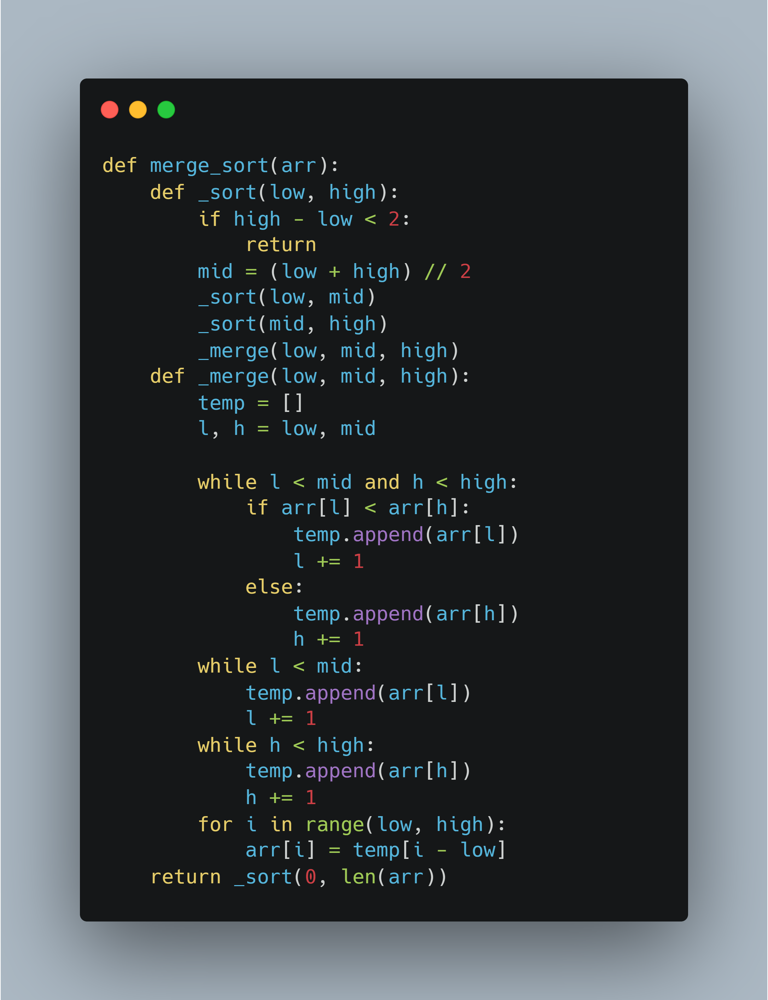 def merge_sort(arr):
    def _sort(low, high):
        if high - low < 2:
            return
        mid = (low + high) // 2
        _sort(low, mid)
        _sort(mid, high)
        _merge(low, mid, high)
    def _merge(low, mid, high):
        temp = []
        l, h = low, mid

        while l < mid and h < high:
            if arr[l] < arr[h]:
                temp.append(arr[l])
                l += 1
            else:
                temp.append(arr[h])
                h += 1
        while l < mid:
            temp.append(arr[l])
            l += 1
        while h < high:
            temp.append(arr[h])
            h += 1
        for i in range(low, high):
            arr[i] = temp[i - low]
    return _sort(0, len(arr))